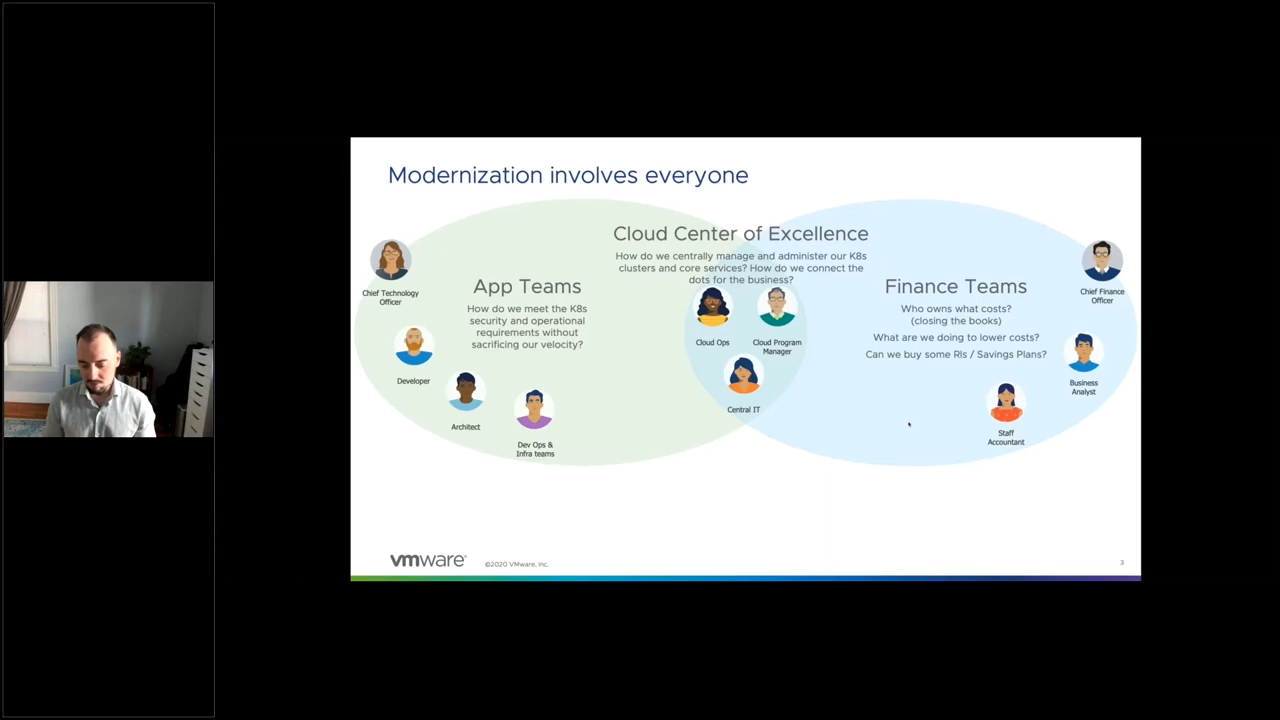 Modernization involves everyone
Cloud Center of Excellence
How do we centrally manage and administer our K8s
clusters and core services? How do we connect the
dots for the business?
App Teams
How do we meet the K8s
security and operational
requirements without
sacrificing our velocity?
Finance Teams
Who owns what costs?
(closing the books)
What are we doing to lower costs?
Can we buy some RIs / Savings Plans?
Chief Technology
Officer
Developer
Architect
Dev Ops &
Infra teams
Cloud Ops
Cloud Program
Manager
Central IT
Chief Finance
Officer
Business
Analyst
Staff
Accountant
vmware®
©2020 VMware, Inc.
3